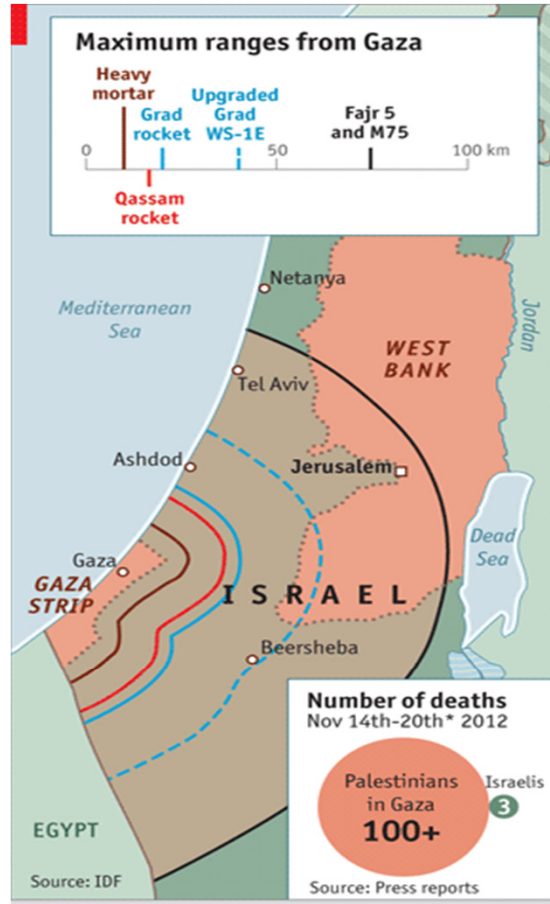 Maximum ranges from Gaza
Heavy
mortar
Grad
rocket
Upgraded
Grad
WS-1E
Fajr 5
and M75
0
50
100 km
Qassam
rocket
Netanya
Mediterranean
Sea
Jordan
WEST
BANK
Tel Aviv
Ashdod
Jerusalem
Dead
Sea
Gaza
GAZA
STRIP
ISRAEL
Beersheba
Number of deaths
Nov 14th-20th* 2012
Palestinians
in Gaza
100+
Israelis
3
EGYPT
Source: IDF
Source: Press reports